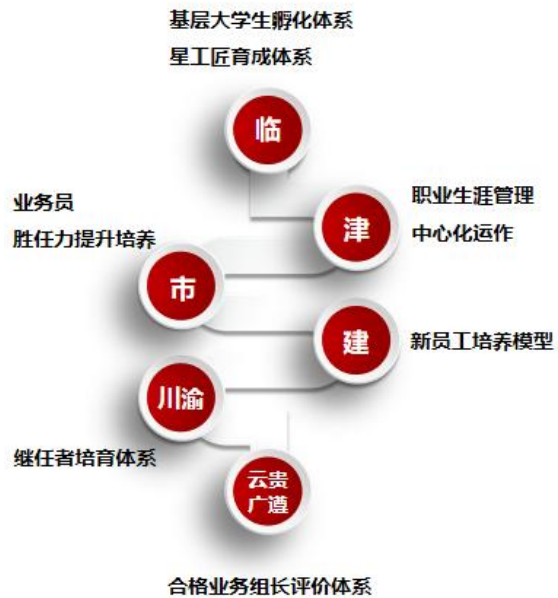 基层大学生孵化体系
星工匠育成体系
临
津
职业生涯管理
中心化运作
业务员
胜任力提升培养
市
建
新员工培养模型
川渝
继任者培育体系
云贵
广遵
合格业务组长评价体系